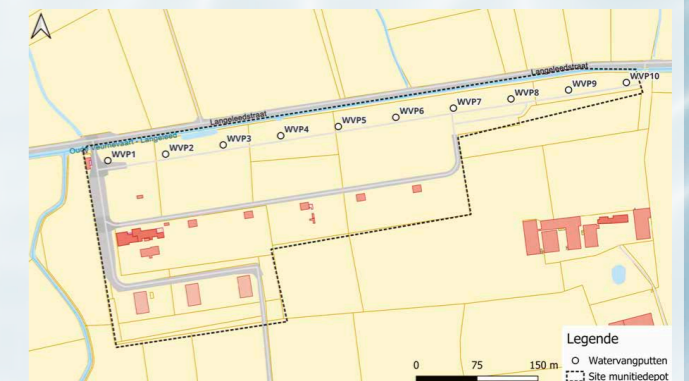 Langeleedstraat
WVP10
WVP9
WVP8
WVP7
WVP6
WVP5
Langeleedstraat
WVP4
WVP3
WVP2
WVP1
Langeleed
Legende
Watervangputten
Site munitiedepot
0 75 150 m